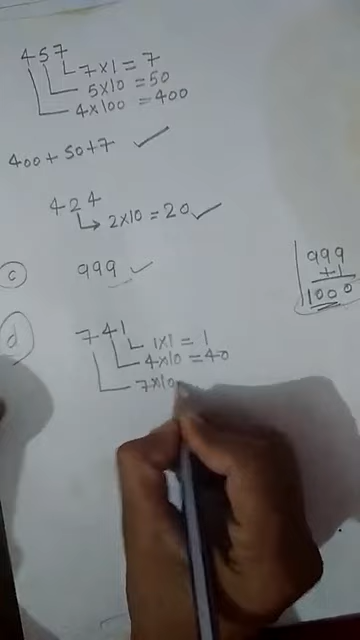 457
7×1 = 7
5×10 = 50
4×100 = 400
400 + 50 + 7
424
2×10 = 20
c
999
999
+1
1000
d
741
1×1 = 1
4×10 = 40
7×10